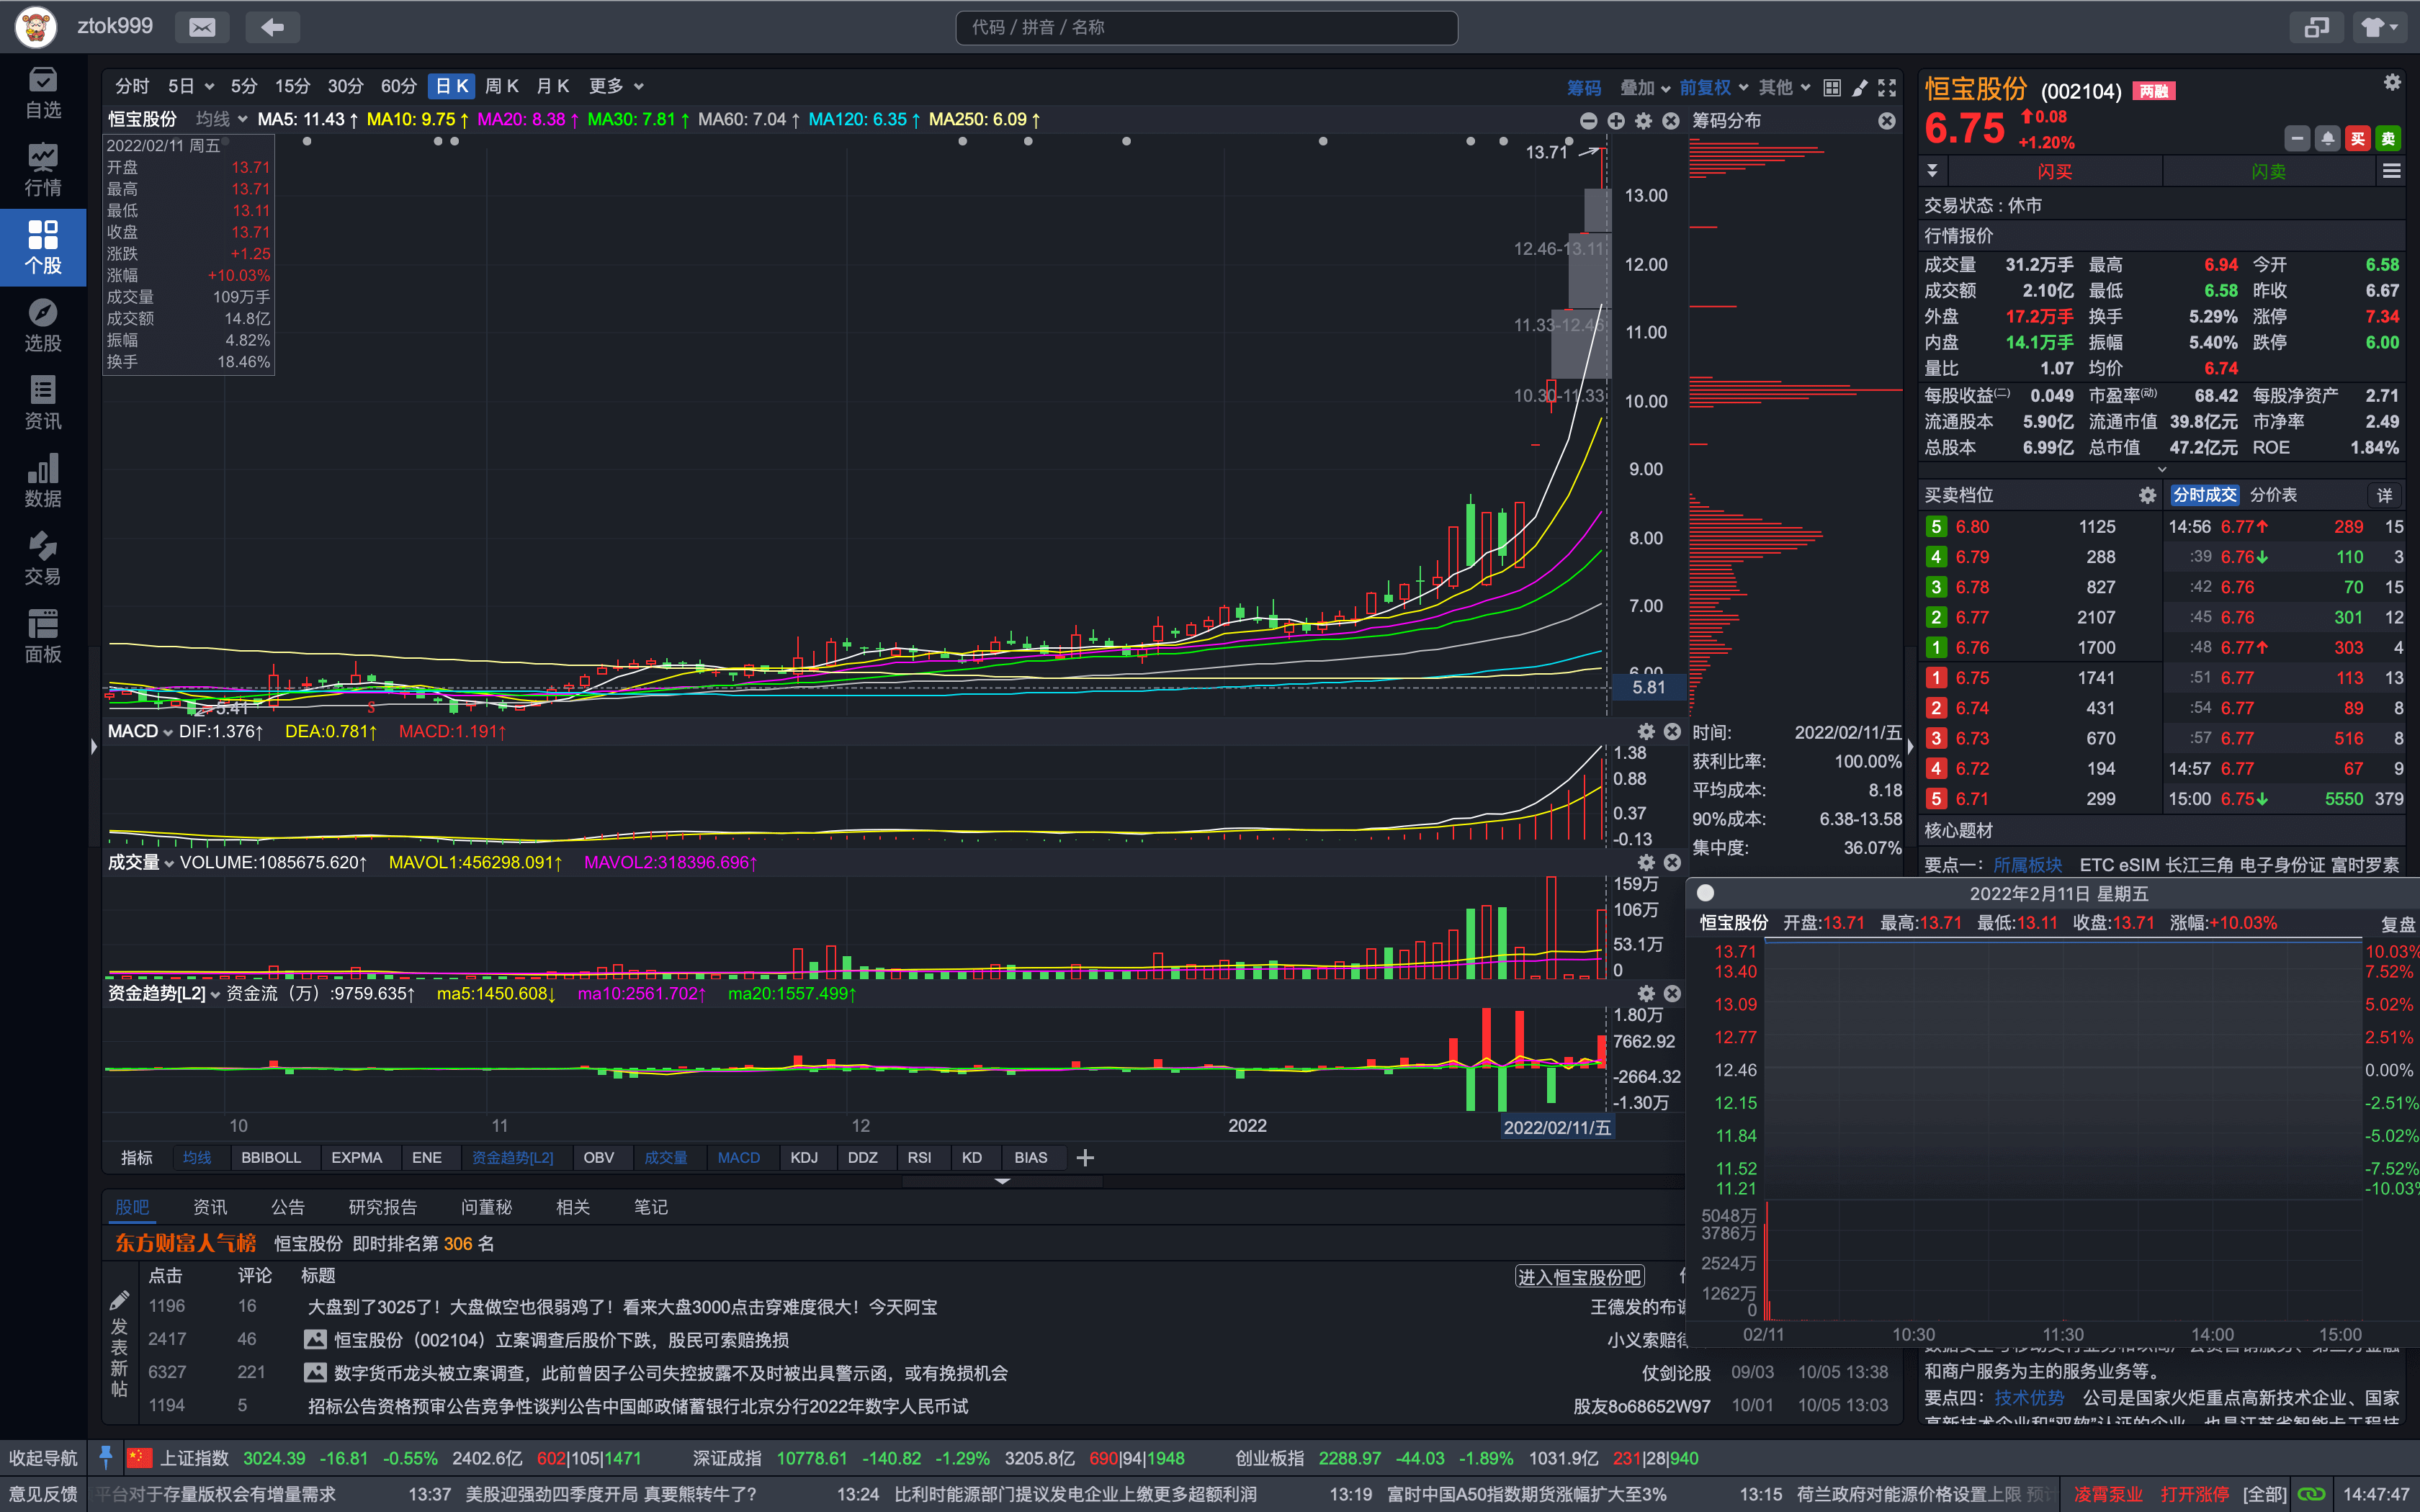 ztok999
代码 / 拼音 / 名称
自选
行情
个股
选股
资讯
数据
交易
面板
分时 5日 5分 15分 30分 60分 日K 周K 月K 更多 筹码 叠加 前复权 其他
恒宝股份 均线 MA5: 11.43↑ MA10: 9.75↑ MA20: 8.38↑ MA30: 7.81↑ MA60: 7.04↑ MA120: 6.35↑ MA250: 6.09↑
2022/02/11 周五
开盘 13.71
最高 13.71
最低 13.11
收盘 13.71
涨跌 +1.25
涨幅 +10.03%
成交量 109万手
成交额 14.8亿
振幅 4.82%
换手 18.46%
13.71
12.46-13.11
11.33-12.46
10.30-11.33
5.41
S
13.00
12.00
11.00
10.00
9.00
8.00
7.00
6.00
5.81
MACD DIF:1.376↑ DEA:0.781↑ MACD:1.191↑
1.38
0.88
0.37
-0.13
成交量 VOLUME:1085675.620↑ MAVOL1:456298.091↑ MAVOL2:318396.696↑
159万
106万
53.1万
0
资金趋势[L2] 资金流（万）:9759.635↑ ma5:1450.608↓ ma10:2561.702↑ ma20:1557.499↑
1.80万
7662.92
-2664.32
-1.30万
10 11 12 2022 2022/02/11/五
指标 均线 BBIBOLL EXPMA ENE 资金趋势[L2] OBV 成交量 MACD KDJ DDZ RSI KD BIAS
筹码分布
时间: 2022/02/11/五
获利比率: 100.00%
平均成本: 8.18
90%成本: 6.38-13.58
集中度: 36.07%
股吧 资讯 公告 研究报告 问董秘 相关 笔记
东方财富人气榜 恒宝股份 即时排名第 306 名
点击 评论 标题 进入恒宝股份吧
发表新帖
1196 16 大盘到了3025了！大盘做空也很弱鸡了！看来大盘3000点击穿难度很大！今天阿宝 王德发的布
2417 46 恒宝股份（002104）立案调查后股价下跌，股民可索赔挽损 小义索赔
6327 221 数字货币龙头被立案调查，此前曾因子公司失控披露不及时被出具警示函，或有挽损机会 仗剑论股 09/03 10/05 13:38
1194 5 招标公告资格预审公告竞争性谈判公告中国邮政储蓄银行北京分行2022年数字人民币试 股友8o68652W97 10/01 10/05 13:03
恒宝股份 (002104) 两融
6.75 0.08
+1.20%
买 卖
闪买 闪卖
交易状态 : 休市
行情报价
成交量 31.2万手 最高 6.94 今开 6.58
成交额 2.10亿 最低 6.58 昨收 6.67
外盘 17.2万手 换手 5.29% 涨停 7.34
内盘 14.1万手 振幅 5.40% 跌停 6.00
量比 1.07 均价 6.74
每股收益(二) 0.049 市盈率(动) 68.42 每股净资产 2.71
流通股本 5.90亿 流通市值 39.8亿元 市净率 2.49
总股本 6.99亿 总市值 47.2亿元 ROE 1.84%
买卖档位 分时成交 分价表 详
5 6.80 1125 14:56 6.77↑ 289 15
4 6.79 288 :39 6.76↓ 110 3
3 6.78 827 :42 6.76 70 15
2 6.77 2107 :45 6.76 301 12
1 6.76 1700 :48 6.77↑ 303 4
1 6.75 1741 :51 6.77 113 13
2 6.74 431 :54 6.77 89 8
3 6.73 670 :57 6.77 516 8
4 6.72 194 14:57 6.77 67 9
5 6.71 299 15:00 6.75↓ 5550 379
核心题材
要点一： 所属板块 ETC eSIM 长江三角 电子身份证 富时罗素
2022年2月11日 星期五
恒宝股份 开盘:13.71 最高:13.71 最低:13.11 收盘:13.71 涨幅:+10.03% 复盘
13.71 10.03%
13.40 7.52%
13.09 5.02%
12.77 2.51%
12.46 0.00%
12.15 -2.51%
11.84 -5.02%
11.52 -7.52%
11.21 -10.03%
5048万
3786万
2524万
1262万
0
02/11 10:30 11:30 14:00 15:00
和商户服务为主的服务业务等。
要点四： 技术优势 公司是国家火炬重点高新技术企业、国家
收起导航 上证指数 3024.39 -16.81 -0.55% 2402.6亿 602|105|1471 深证成指 10778.61 -140.82 -1.29% 3205.8亿 690|94|1948 创业板指 2288.97 -44.03 -1.89% 1031.9亿 231|28|940
意见反馈 平台对于存量版权会有增量需求 13:37 美股迎强劲四季度开局 真要熊转牛了? 13:24 比利时能源部门提议发电企业上缴更多超额利润 13:19 富时中国A50指数期货涨幅扩大至3% 13:15 荷兰政府对能源价格设置上限 凌霄泵业 打开涨停 [全部] 14:47:47